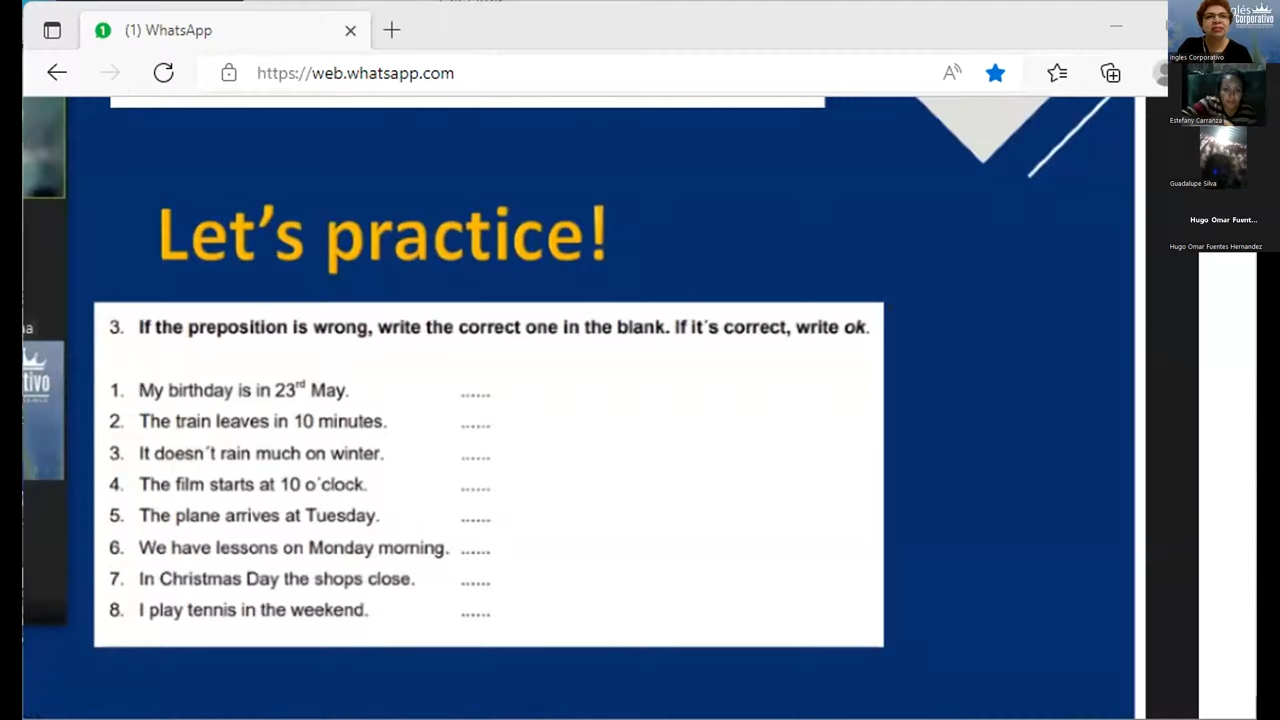 (1) WhatsApp
https://web.whatsapp.com
glés
Corporativo
Ingles Corporativo
Estefany Carranza
Guadalupe Silva
Hugo Omar Fuent...
Hugo Omar Fuentes Hernandez
Let's practice!
3. If the preposition is wrong, write the correct one in the blank. If it´s correct, write ok.
1. My birthday is in 23rd May. ......
2. The train leaves in 10 minutes. ......
3. It doesn´t rain much on winter. ......
4. The film starts at 10 o´clock. ......
5. The plane arrives at Tuesday. ......
6. We have lessons on Monday morning. ......
7. In Christmas Day the shops close. ......
8. I play tennis in the weekend. ......
na
tivo